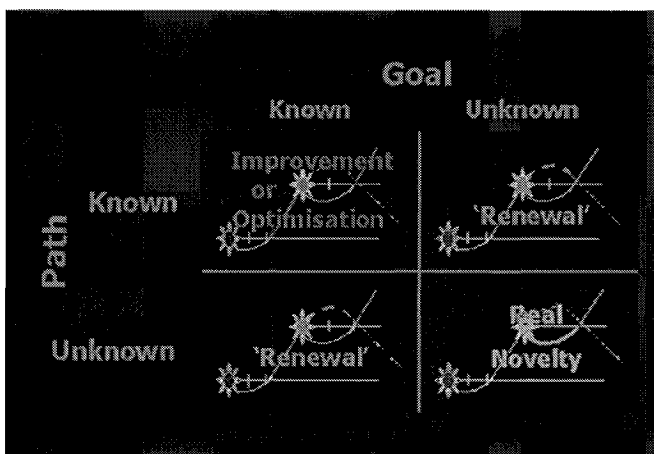 Goal
Known
Unknown
Path
Known
Improvement
or
Optimisation
'Renewal'
Unknown
'Renewal'
Real
Novelty